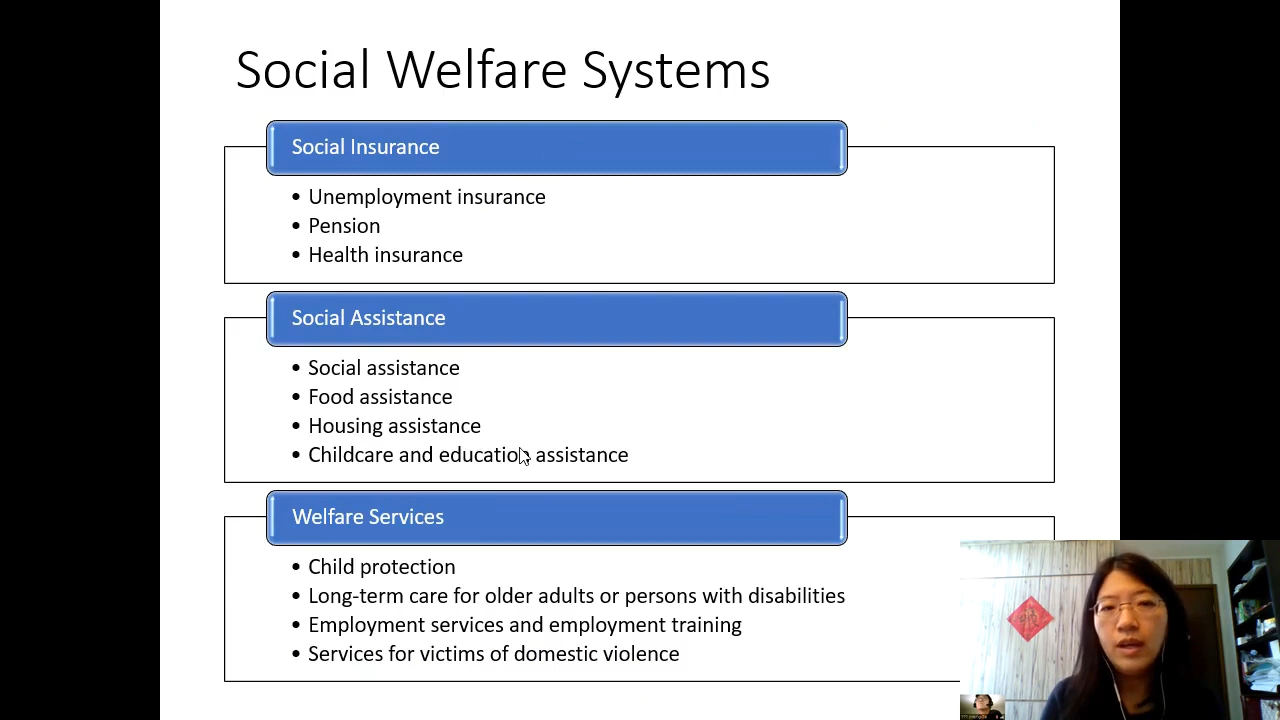 Social Welfare Systems
Social Insurance
• Unemployment insurance
• Pension
• Health insurance
Social Assistance
• Social assistance
• Food assistance
• Housing assistance
• Childcare and education assistance
Welfare Services
• Child protection
• Long-term care for older adults or persons with disabilities
• Employment services and employment training
• Services for victims of domestic violence